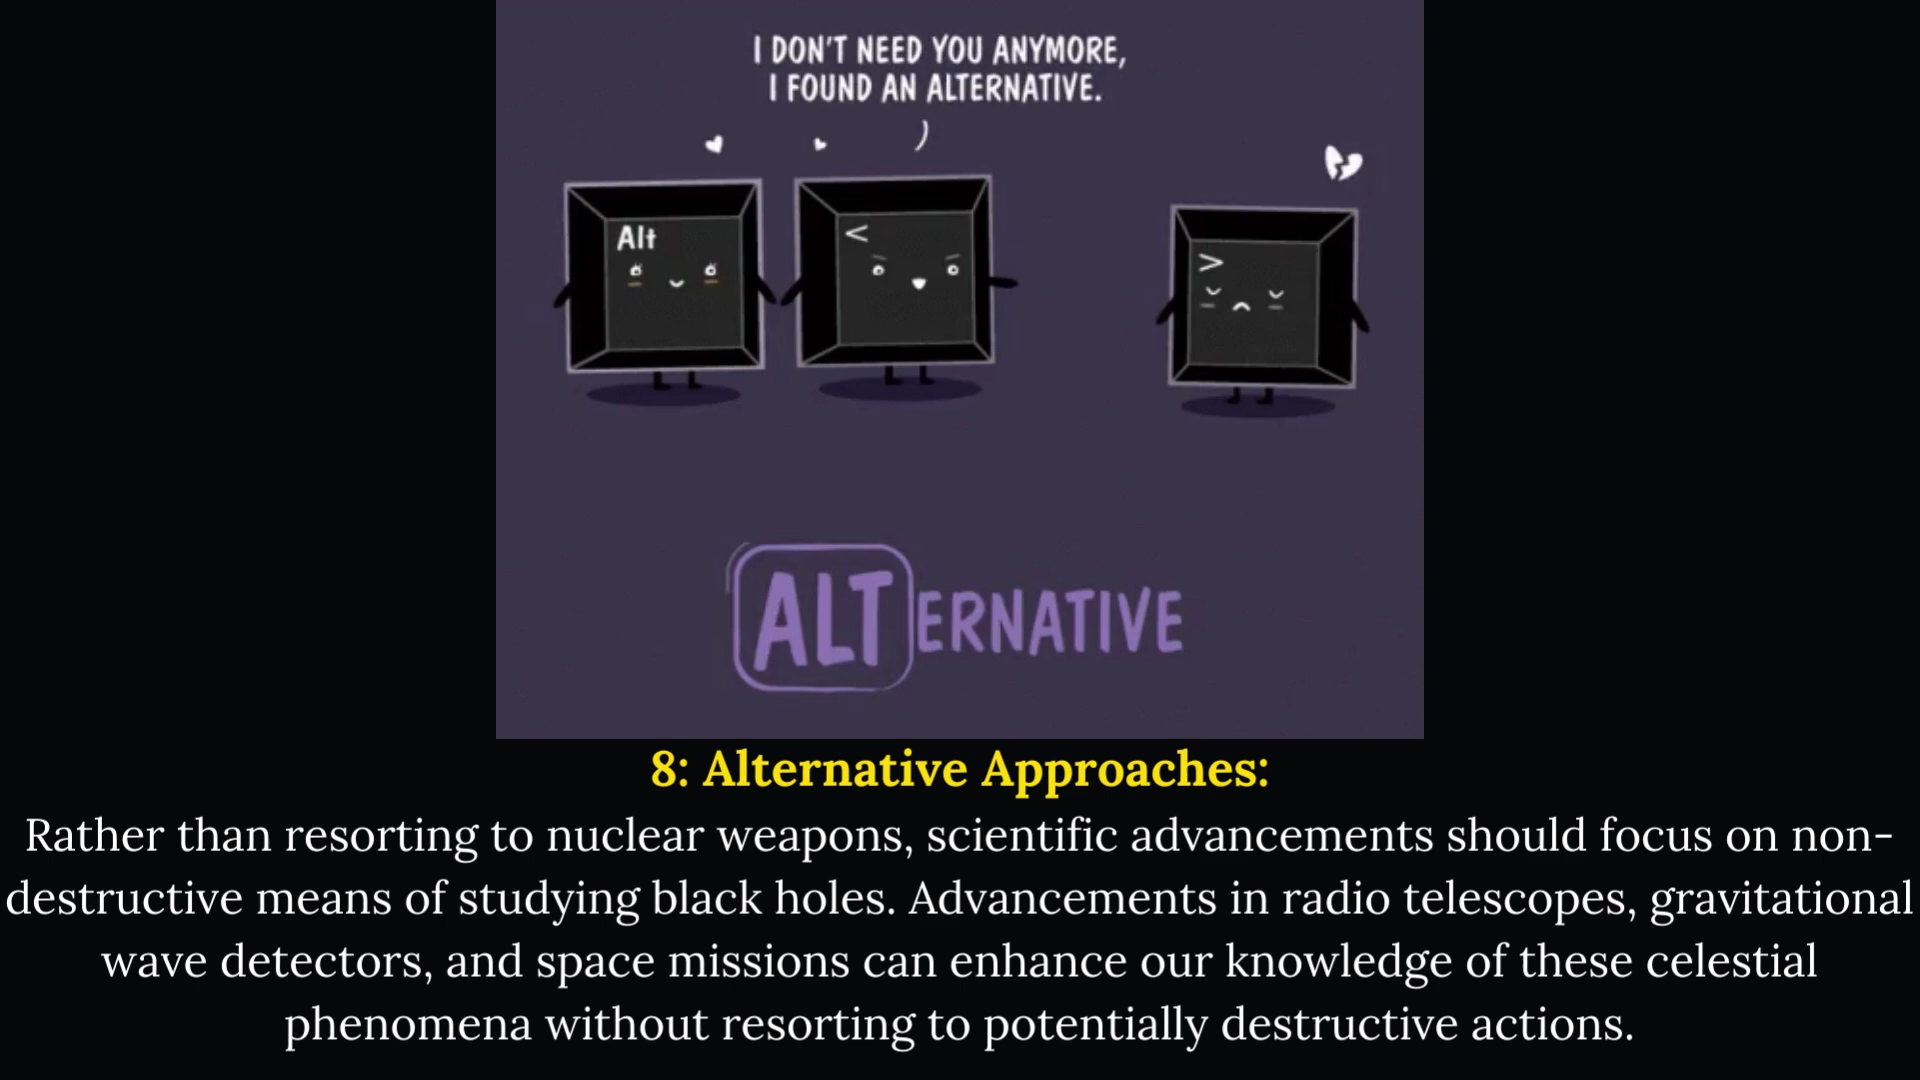 I DON'T NEED YOU ANYMORE,
I FOUND AN ALTERNATIVE.
Alt
<
>
ALTERNATIVE
8: Alternative Approaches:
Rather than resorting to nuclear weapons, scientific advancements should focus on non-
destructive means of studying black holes. Advancements in radio telescopes, gravitational
wave detectors, and space missions can enhance our knowledge of these celestial
phenomena without resorting to potentially destructive actions.